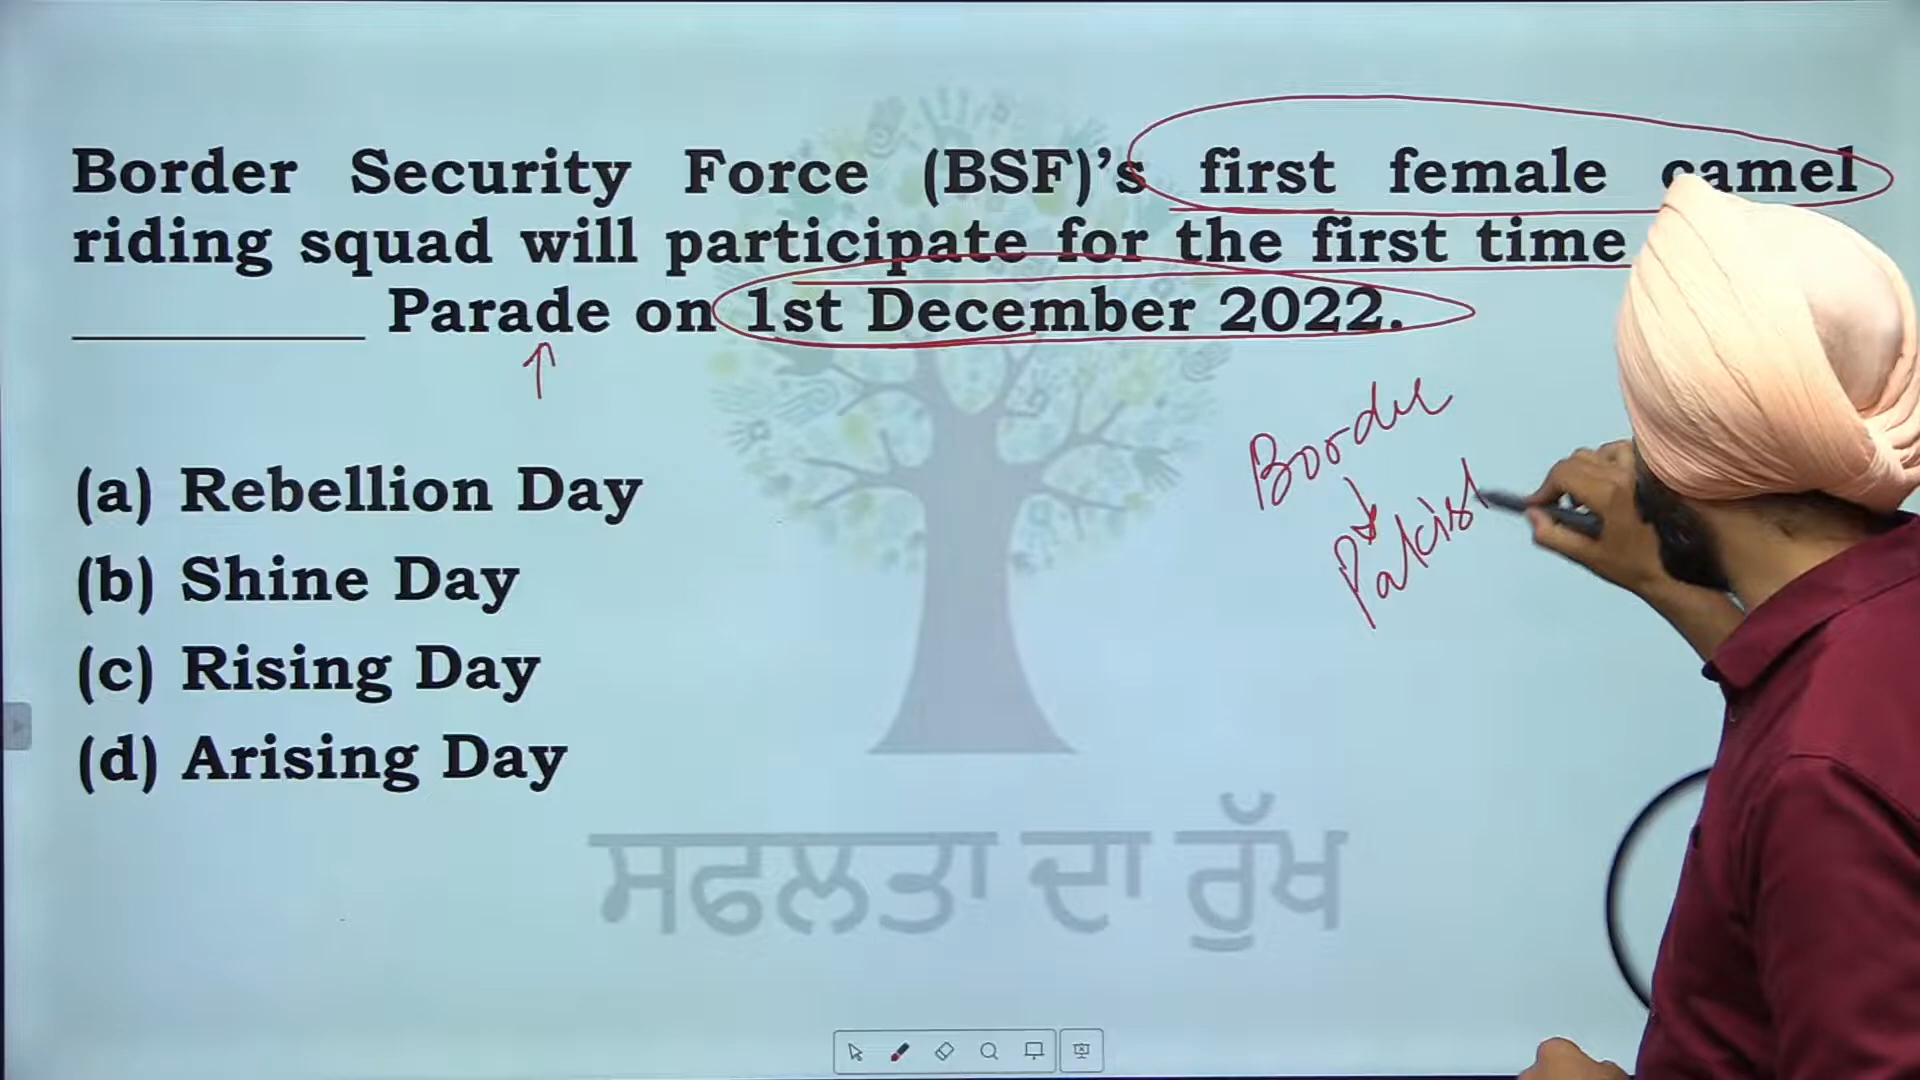 Border Security Force (BSF)'s first female camel
riding squad will participate for the first time
__________ Parade on 1st December 2022.
↑
Border
↓
Pakist
(a) Rebellion Day
(b) Shine Day
(c) Rising Day
(d) Arising Day
ਸਫਲਤਾ ਦਾ ਰੁੱਖ